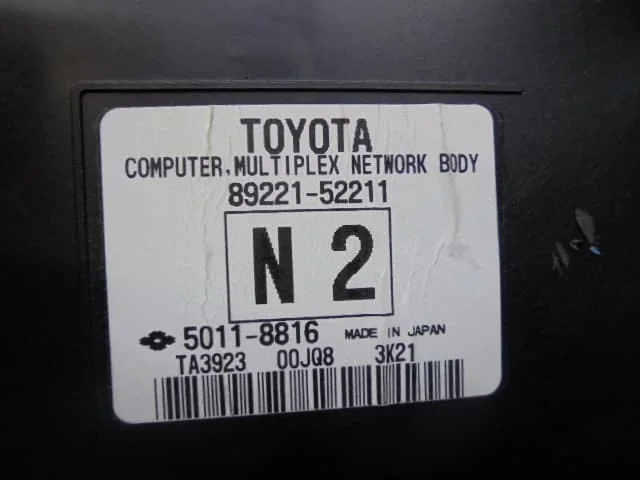 TOYOTA
COMPUTER, MULTIPLEX NETWORK BODY
89221-52211
N 2
5011-8816 MADE IN JAPAN
TA3923 00JQ8 3K21